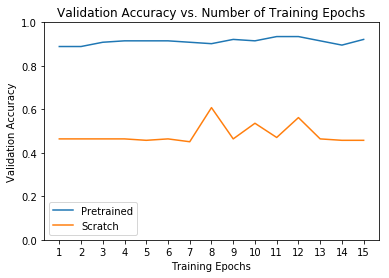 Validation Accuracy vs. Number of Training Epochs
Validation Accuracy
1.0
0.8
0.6
0.4
0.2
0.0
Pretrained
Scratch
1 2 3 4 5 6 7 8 9 10 11 12 13 14 15
Training Epochs